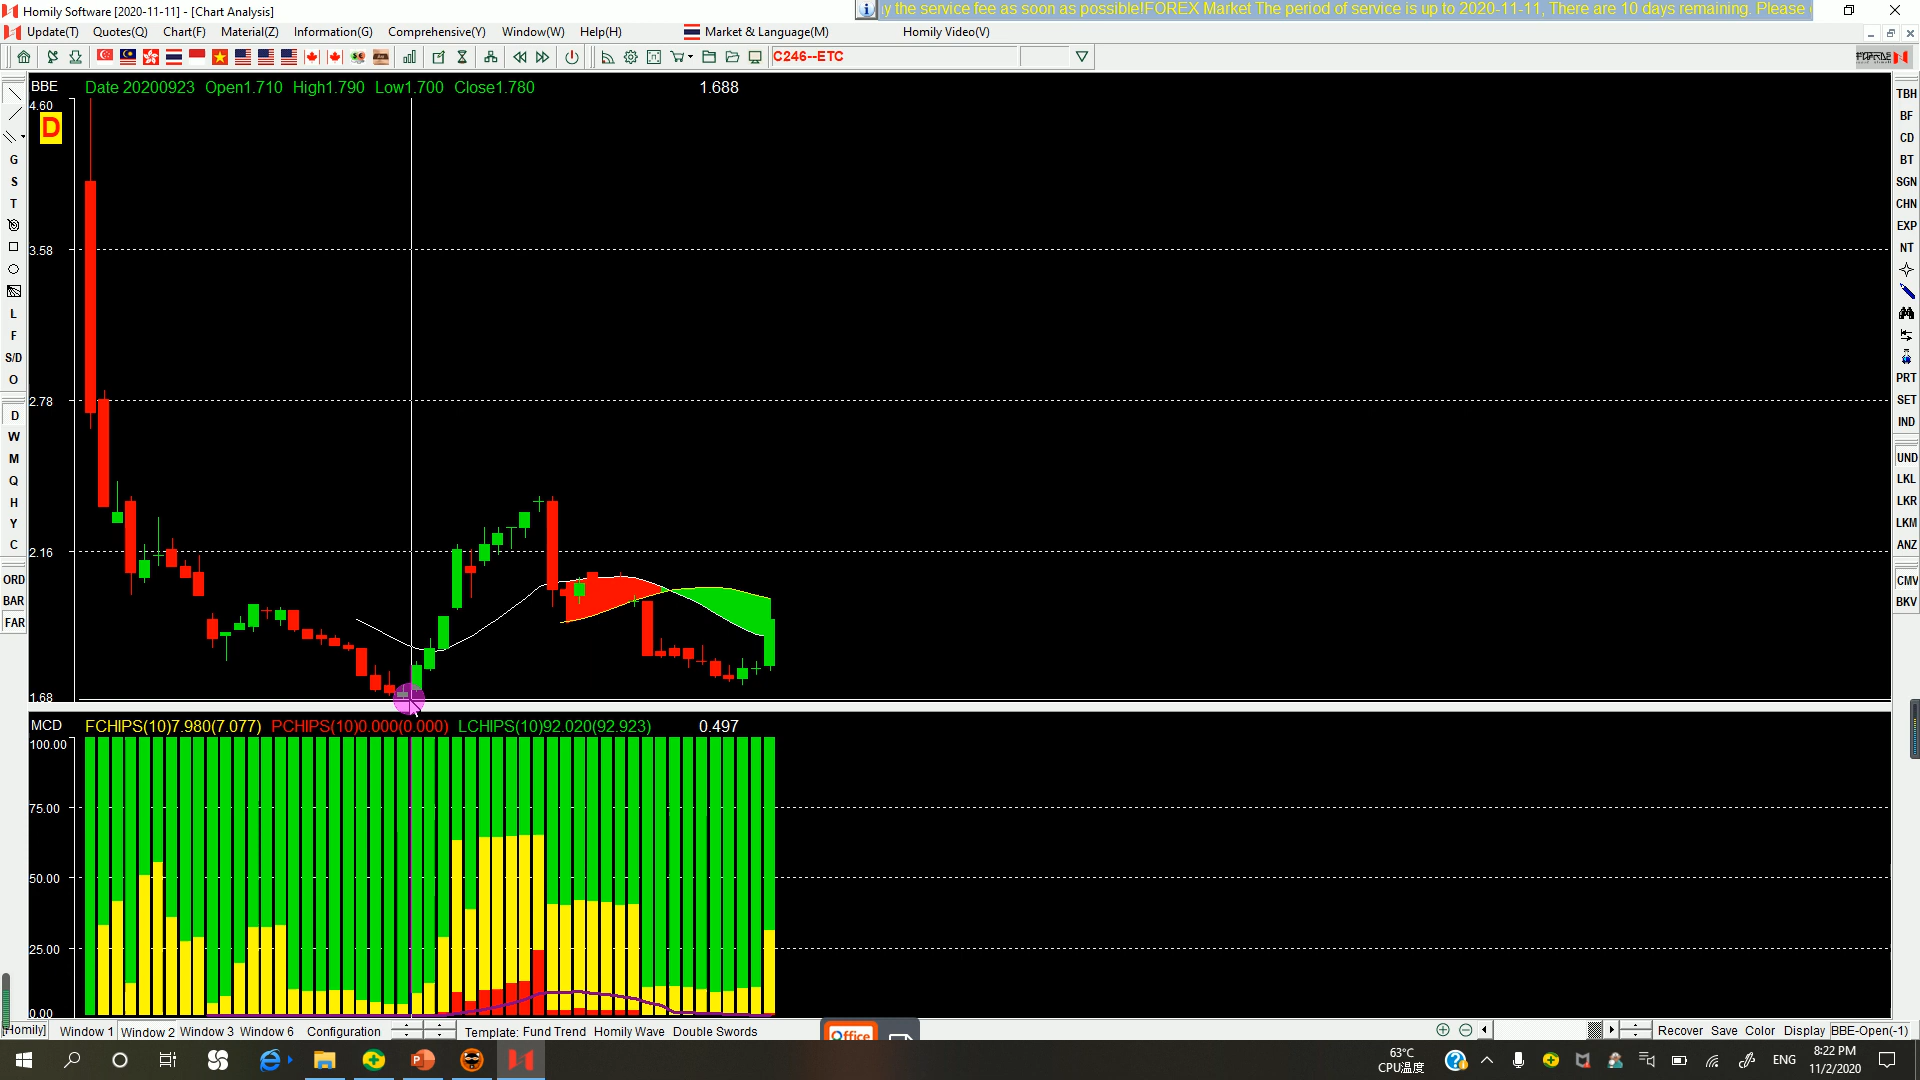 Homily Software [2020-11-11] - [Chart Analysis]
y the service fee as soon as possible!FOREX Market The period of service is up to 2020-11-11, There are 10 days remaining. Please
Update(T) Quotes(Q) Chart(F) Material(Z) Information(G) Comprehensive(Y) Window(W) Help(H) Market & Language(M) Homily Video(V)
C246--ETC
BBE Date 20200923 Open1.710 High1.790 Low1.700 Close1.780 1.688
4.60
D
3.58
2.78
2.16
1.68
G
S
T
L
F
S/D
O
D
W
M
Q
H
Y
C
ORD
BAR
FAR
TBH
BF
CD
BT
SGN
CHN
EXP
NT
PRT
SET
IND
UND
LKL
LKR
LKM
ANZ
CMV
BKV
MCD FCHIPS(10)7.980(7.077) PCHIPS(10)0.000(0.000) LCHIPS(10)92.020(92.923) 0.497
100.00
75.00
50.00
25.00
0.00
[Homily] Window 1 Window 2 Window 3 Window 6 Configuration Template: Fund Trend Homily Wave Double Swords Office Recover Save Color Display BBE-Open(-1)
63°C
CPU温度
ENG
8:22 PM
11/2/2020